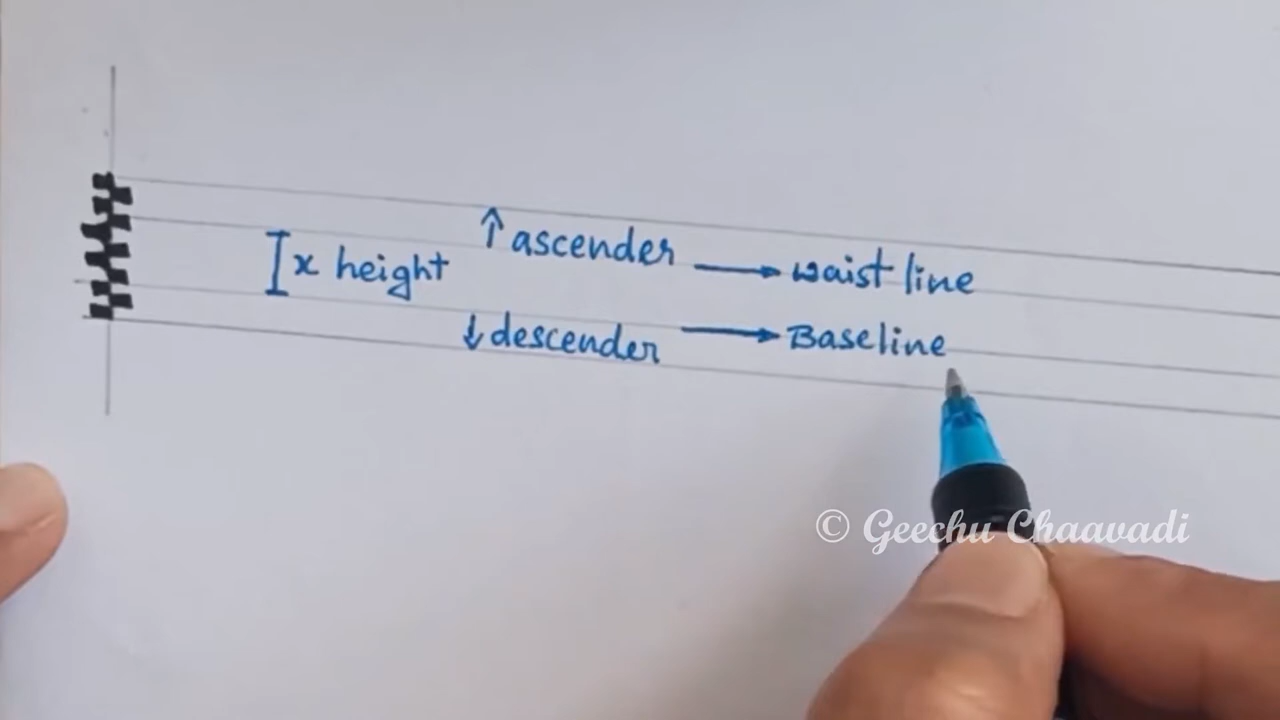 x height ↑ ascender → waist line
↓ descender → Baseline
© Geechu Chaavadi